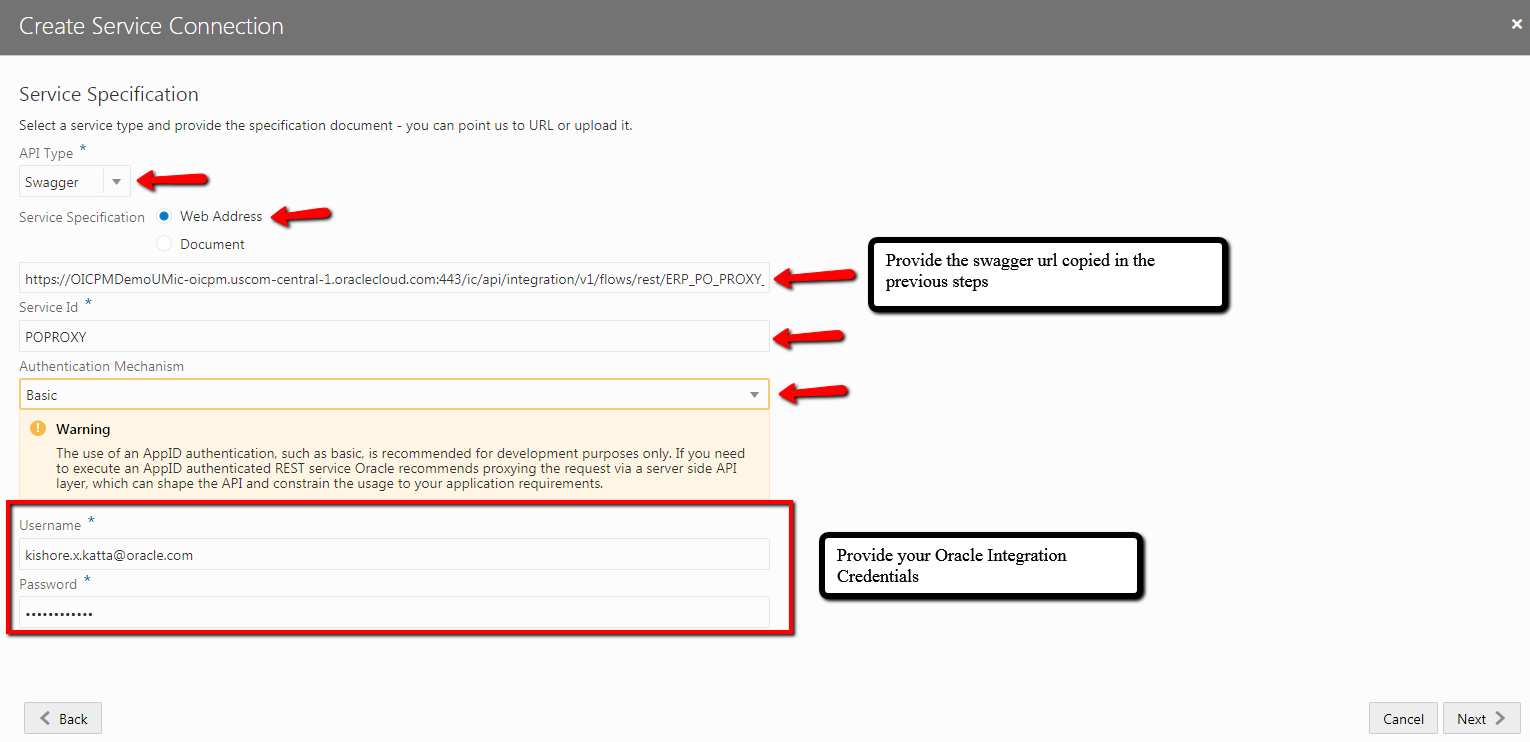 Create Service Connection
Service Specification
Select a service type and provide the specification document - you can point us to URL or upload it.
API Type *
Swagger
Service Specification Web Address
Document
https://OICPMDemoUMic-oicpm.uscom-central-1.oraclecloud.com:443/ic/api/integration/v1/flows/rest/ERP_PO_PROXY_
Provide the swagger url copied in the
previous steps
Service Id *
POPROXY
Authentication Mechanism
Basic
Warning
The use of an AppID authentication, such as basic, is recommended for development purposes only. If you need
to execute an AppID authenticated REST service Oracle recommends proxying the request via a server side API
layer, which can shape the API and constrain the usage to your application requirements.
Username *
kishore.x.katta@oracle.com
Provide your Oracle Integration
Credentials
Password *
••••••••••••
Back
Cancel
Next